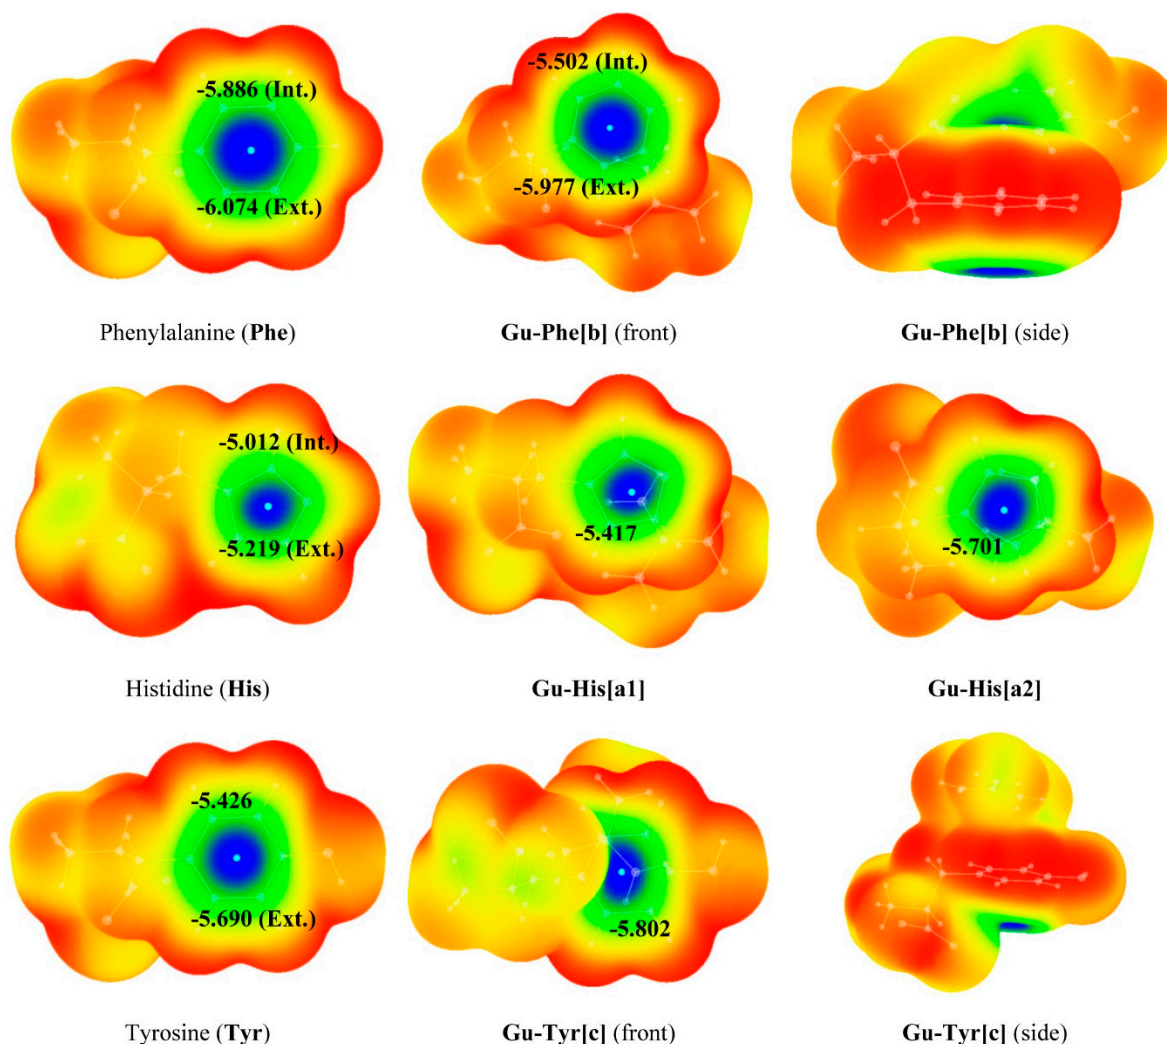 -5.886 (Int.)
-6.074 (Ext.)
-5.502 (Int.)
-5.977 (Ext.)
Phenylalanine (Phe)
Gu-Phe[b] (front)
Gu-Phe[b] (side)
-5.012 (Int.)
-5.219 (Ext.)
-5.417
-5.701
Histidine (His)
Gu-His[a1]
Gu-His[a2]
-5.426
-5.690 (Ext.)
-5.802
Tyrosine (Tyr)
Gu-Tyr[c] (front)
Gu-Tyr[c] (side)